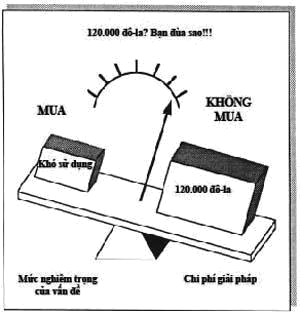 120.000 đô-la? Bạn đùa sao!!!
MUA
KHÔNG
MUA
Khó sử dụng
120.000 đô-la
Mức nghiêm trọng
của vấn đề
Chi phí giải pháp